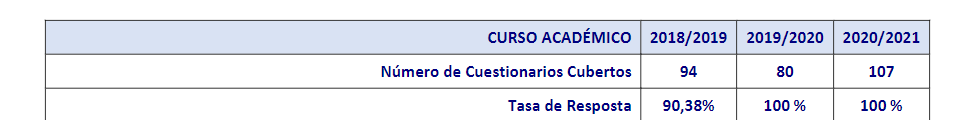 CURSO ACADÉMICO 2018/2019 2019/2020 2020/2021
Número de Cuestionarios Cubertos 94 80 107
Tasa de Resposta 90,38% 100 % 100 %